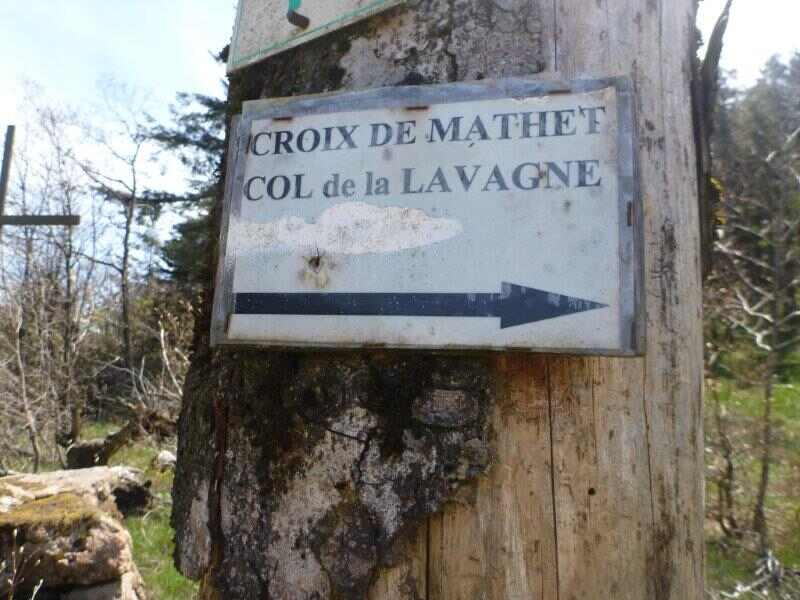 CROIX DE MATHET
COL de la LAVAGNE